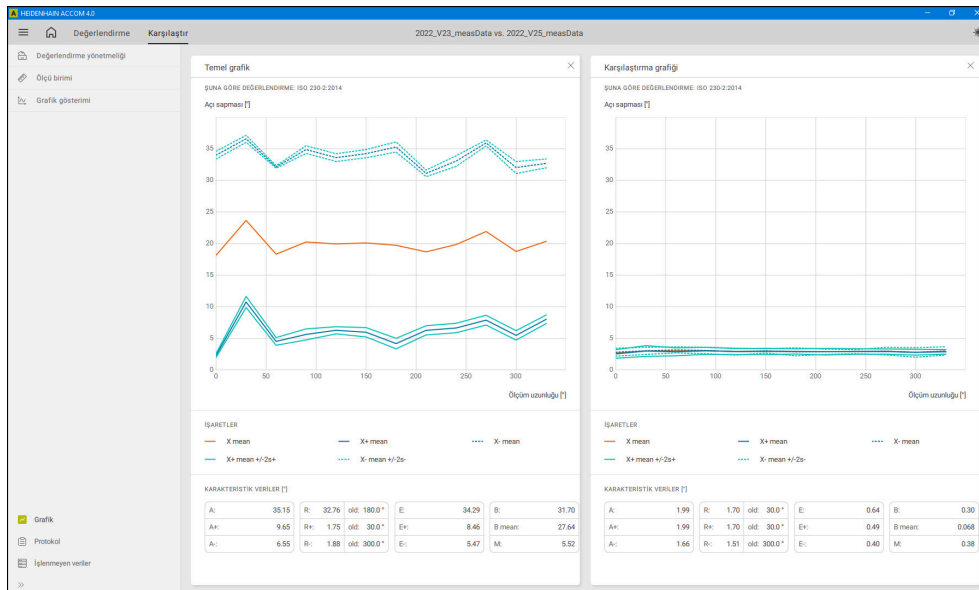 HEIDENHAIN ACCOM 4.0
Değerlendirme
Karşılaştır
2022_V23_measData vs. 2022_V25_measData
Değerlendirme yönetmeliği
Ölçü birimi
Grafik gösterimi
Temel grafik
ŞUNA GÖRE DEĞERLENDİRME: ISO 230-2:2014
Açı sapması ["]
35
30
25
20
15
10
5
0
0 50 100 150 200 250 300
Ölçüm uzunluğu [°]
İŞARETLER
X mean X+ mean X- mean
X+ mean +/-2s+ X- mean +/-2s-
KARAKTERİSTİK VERİLER ["]
A: 35.15 R: 32.76 old: 180.0 ° E: 34.29 B: 31.70
A+: 9.65 R+: 1.75 old: 30.0 ° E+: 8.46 B mean: 27.64
A-: 6.55 R-: 1.88 old: 300.0 ° E-: 5.47 M: 5.52
Karşılaştırma grafiği
ŞUNA GÖRE DEĞERLENDİRME: ISO 230-2:2014
Açı sapması ["]
35
30
25
20
15
10
5
0
0 50 100 150 200 250 300
Ölçüm uzunluğu [°]
İŞARETLER
X mean X+ mean X- mean
X+ mean +/-2s+ X- mean +/-2s-
KARAKTERİSTİK VERİLER ["]
A: 1.99 R: 1.70 old: 30.0 ° E: 0.64 B: 0.30
A+: 1.99 R+: 1.70 old: 30.0 ° E+: 0.49 B mean: 0.068
A-: 1.66 R-: 1.51 old: 300.0 ° E-: 0.40 M: 0.38
Grafik
Protokol
İşlenmeyen veriler